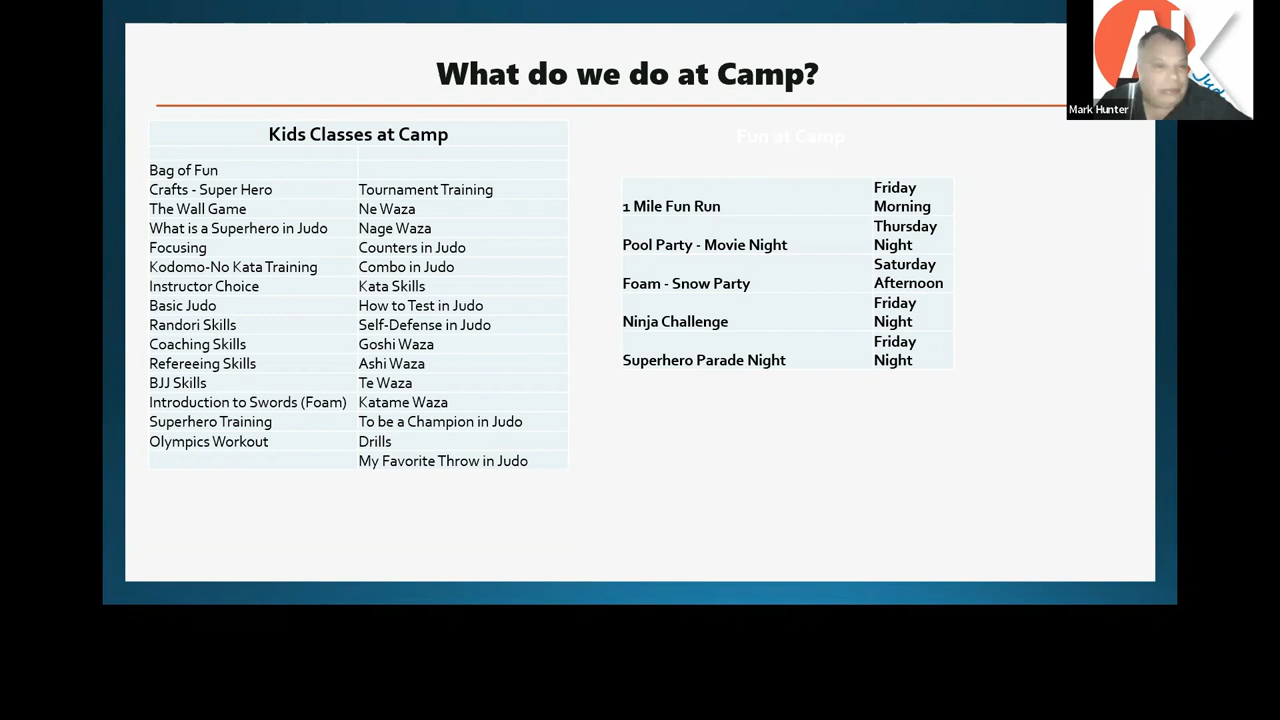 What do we do at Camp?
AK
Judo
Mark Hunter
Kids Classes at Camp
Bag of Fun
Crafts - Super Hero Tournament Training
The Wall Game Ne Waza
What is a Superhero in Judo Nage Waza
Focusing Counters in Judo
Kodomo-No Kata Training Combo in Judo
Instructor Choice Kata Skills
Basic Judo How to Test in Judo
Randori Skills Self-Defense in Judo
Coaching Skills Goshi Waza
Refereeing Skills Ashi Waza
BJJ Skills Te Waza
Introduction to Swords (Foam) Katame Waza
Superhero Training To be a Champion in Judo
Olympics Workout Drills
My Favorite Throw in Judo
Fun at Camp
Friday
1 Mile Fun Run Morning
Thursday
Pool Party - Movie Night Night
Saturday
Foam - Snow Party Afternoon
Friday
Ninja Challenge Night
Friday
Superhero Parade Night Night